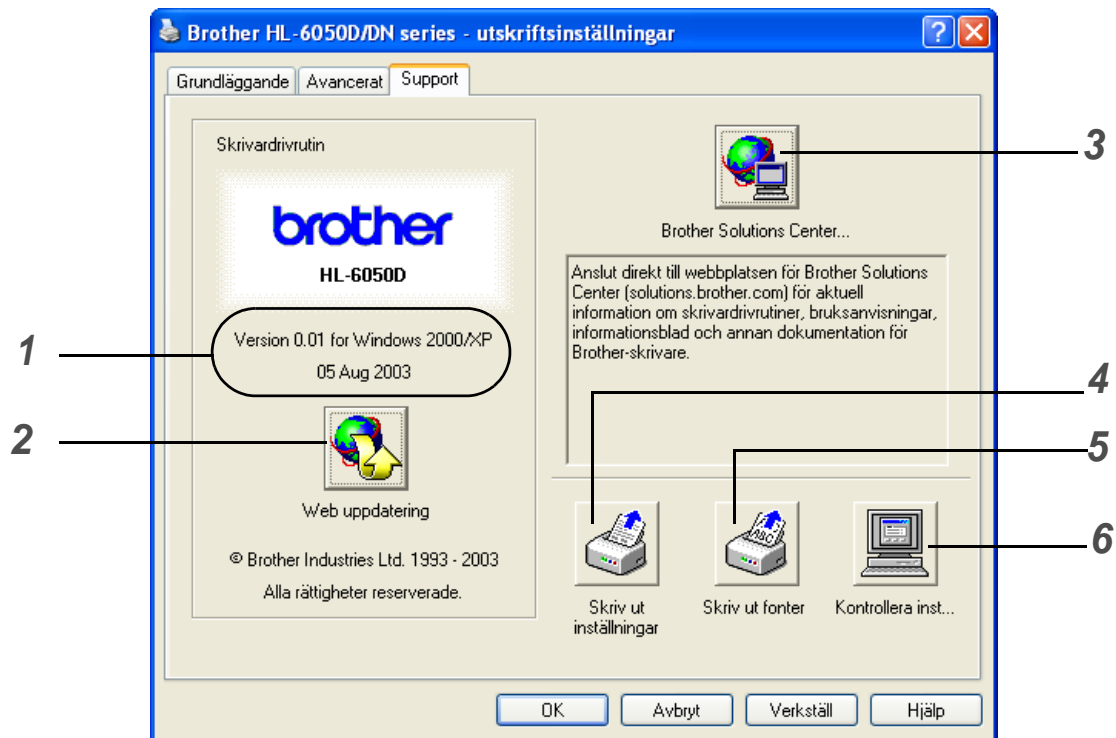 Brother HL-6050D/DN series - utskriftsinställningar
Grundläggande Avancerat Support
Skrivardrivrutin
brother
HL-6050D
Version 0.01 for Windows 2000/XP
05 Aug 2003
Web uppdatering
© Brother Industries Ltd. 1993 - 2003
Alla rättigheter reserverade.
Brother Solutions Center...
Anslut direkt till webbplatsen för Brother Solutions
Center (solutions.brother.com) för aktuell
information om skrivardrivrutiner, bruksanvisningar,
informationsblad och annan dokumentation för
Brother-skrivare.
Skriv ut
inställningar
Skriv ut fonter
Kontrollera inst...
OK Avbryt Verkställ Hjälp
1
2
3
4
5
6